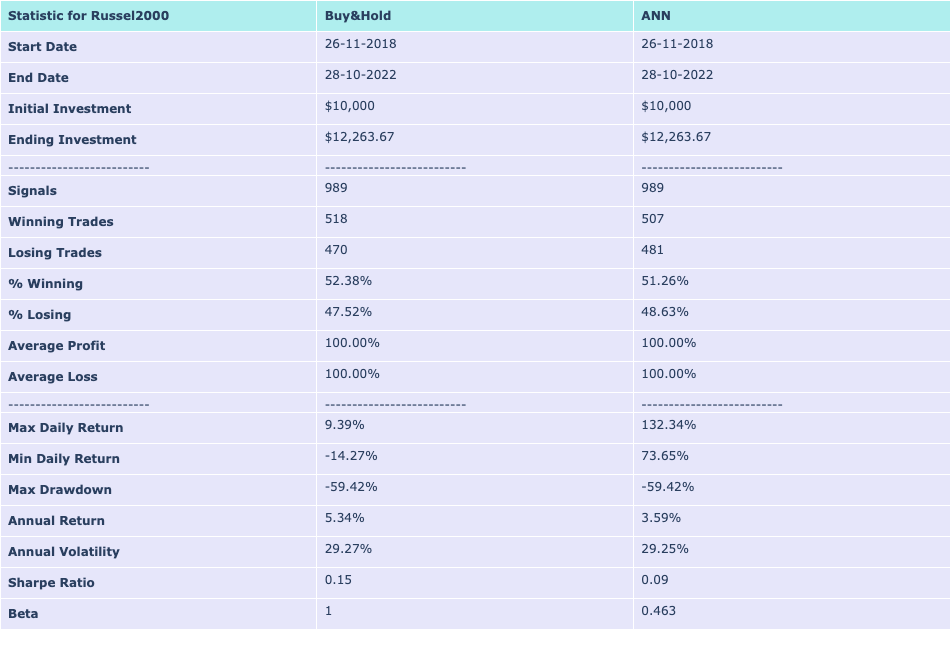 Statistic for Russel2000 Buy&Hold ANN
Start Date 26-11-2018 26-11-2018
End Date 28-10-2022 28-10-2022
Initial Investment $10,000 $10,000
Ending Investment $12,263.67 $12,263.67
-------------------------- -------------------------- --------------------------
Signals 989 989
Winning Trades 518 507
Losing Trades 470 481
% Winning 52.38% 51.26%
% Losing 47.52% 48.63%
Average Profit 100.00% 100.00%
Average Loss 100.00% 100.00%
-------------------------- -------------------------- --------------------------
Max Daily Return 9.39% 132.34%
Min Daily Return -14.27% 73.65%
Max Drawdown -59.42% -59.42%
Annual Return 5.34% 3.59%
Annual Volatility 29.27% 29.25%
Sharpe Ratio 0.15 0.09
Beta 1 0.463